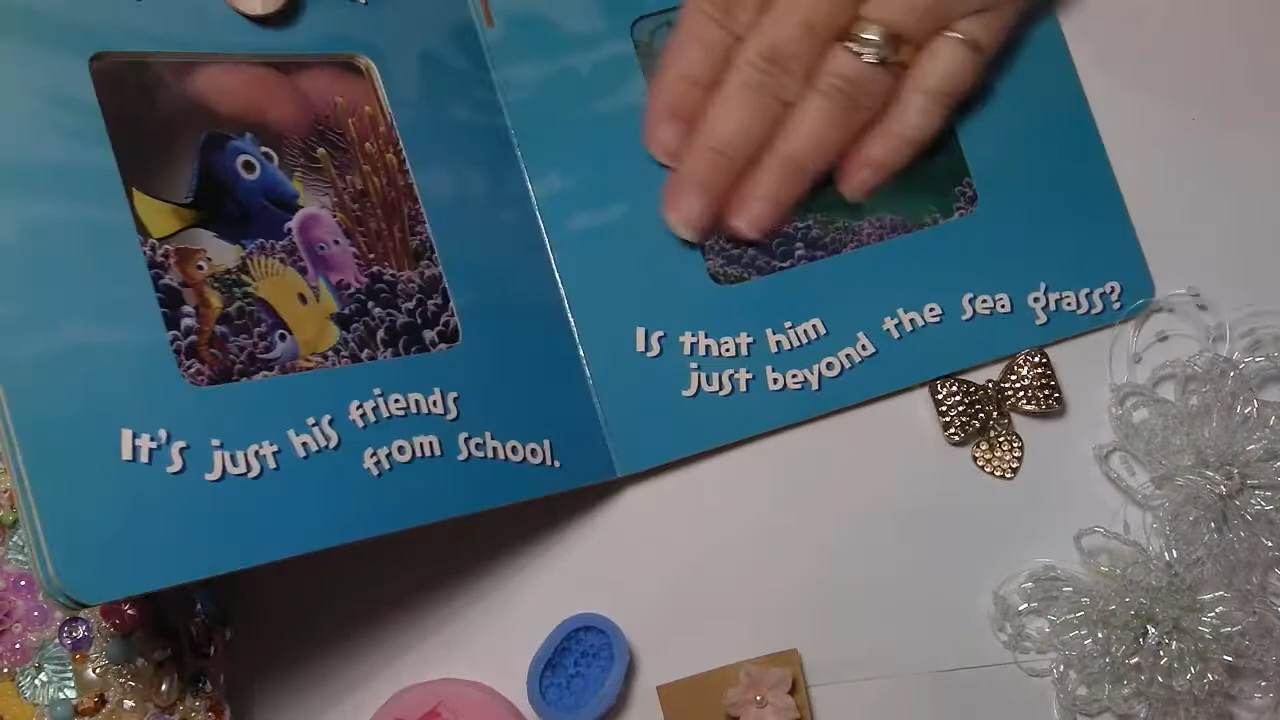 It's just his friends
from school.
Is that him
just beyond the sea grass?